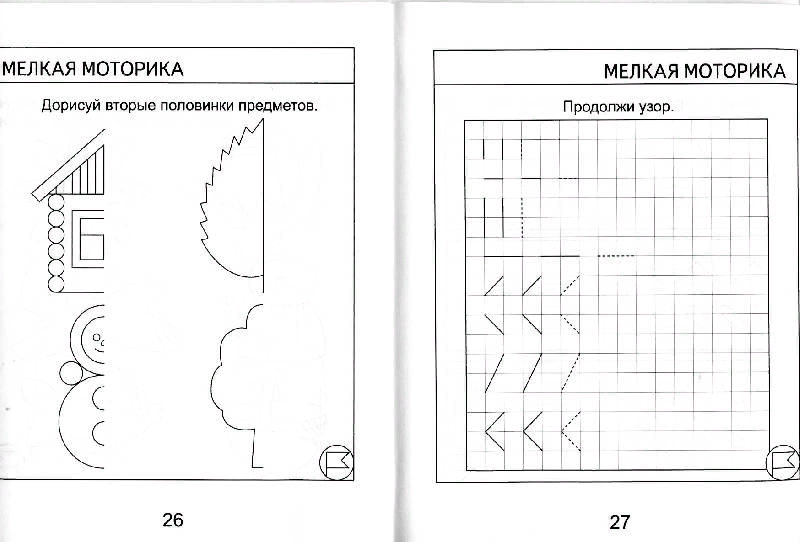 МЕЛКАЯ МОТОРИКА
Дорисуй вторые половинки предметов.
26
МЕЛКАЯ МОТОРИКА
Продолжи узор.
27